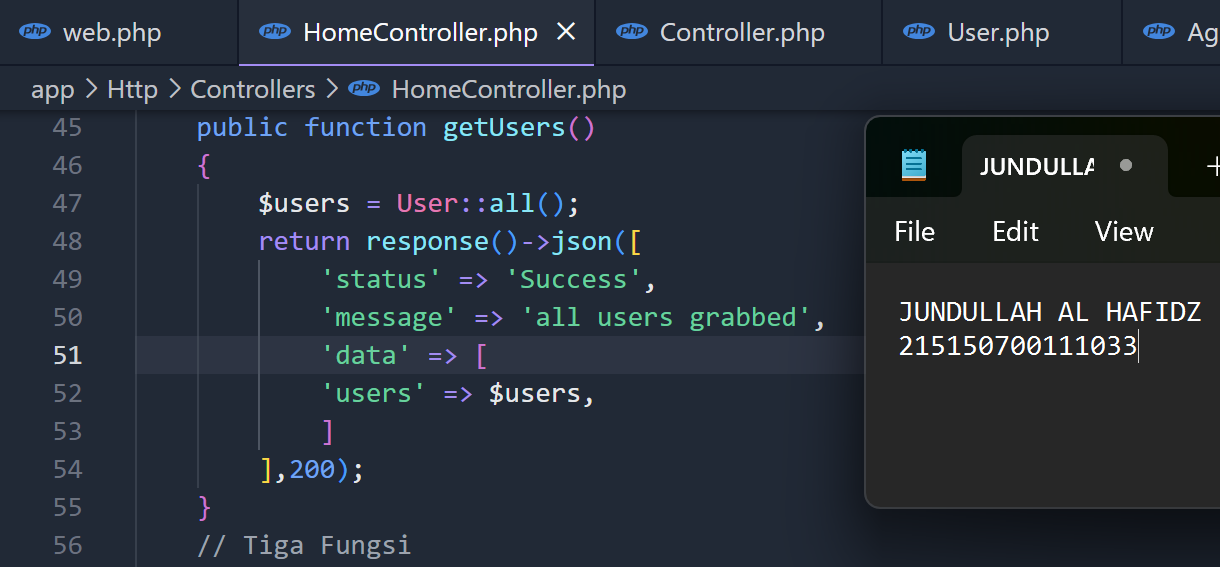 php web.php php HomeController.php php Controller.php php User.php php Ag
app > Http > Controllers > php HomeController.php
45 public function getUsers()
46 {
47 $users = User::all();
48 return response()->json([
49 'status' => 'Success',
50 'message' => 'all users grabbed',
51 'data' => [
52 'users' => $users,
53 ]
54 ],200);
55 }
56 // Tiga Fungsi
JUNDULLA
File Edit View
JUNDULLAH AL HAFIDZ
215150700111033